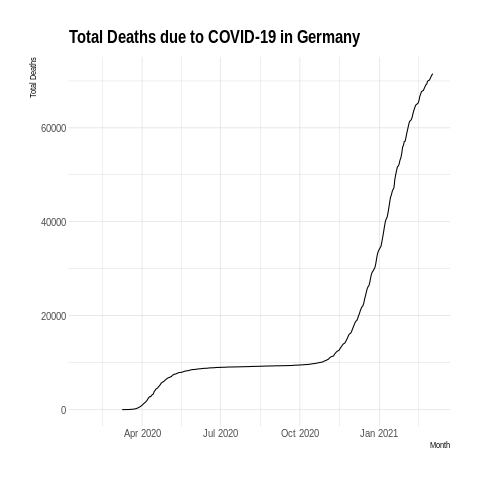 Total Deaths due to COVID-19 in Germany
Total Deaths
60000
40000
20000
0
Apr 2020 Jul 2020 Oct 2020 Jan 2021
Month